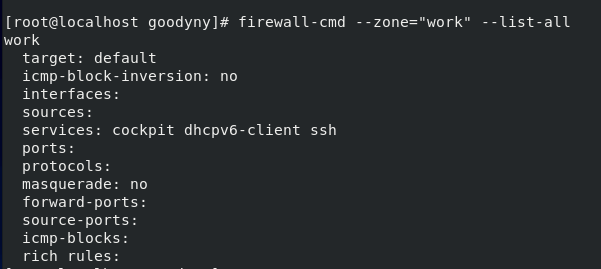 [root@localhost goodyny]# firewall-cmd --zone="work" --list-all
work
  target: default
  icmp-block-inversion: no
  interfaces:
  sources:
  services: cockpit dhcpv6-client ssh
  ports:
  protocols:
  masquerade: no
  forward-ports:
  source-ports:
  icmp-blocks:
  rich rules: